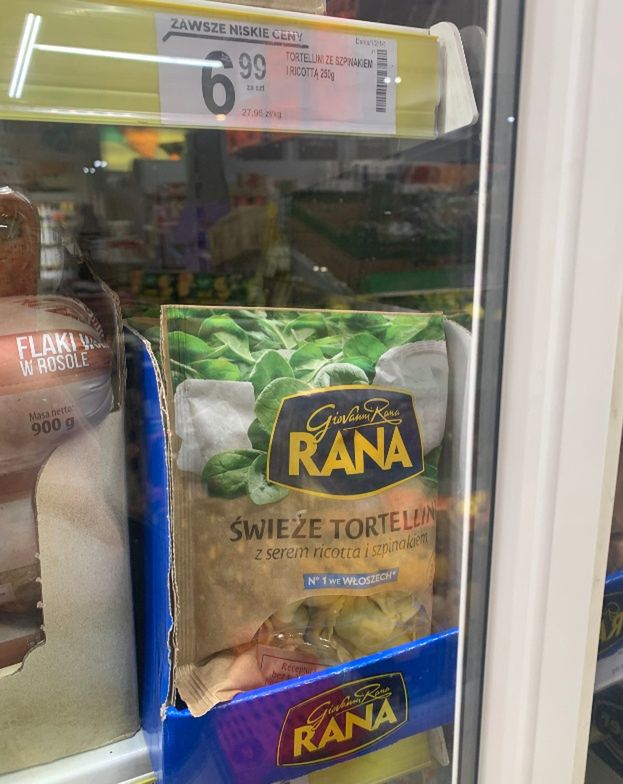 ZAWSZE NISKIE CENY
6 99
za szt
27,96 zł/kg
TORTELLINI ZE SZPINAKIEM
I RICOTTĄ 250g
FLAKI
W ROSOLE
Masa netto:
900 g
Giovanni Rana
RANA
ŚWIEŻE TORTELLIN
z serem ricotta i szpinakiem
N°1 WE WŁOSZECH*
bez
Giovanni Rana
RANA